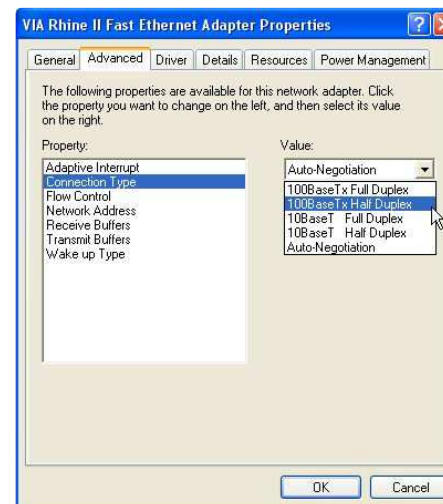 VIA Rhine II Fast Ethernet Adapter Properties
General Advanced Driver Details Resources Power Management
The following properties are available for this network adapter. Click
the property you want to change on the left, and then select its value
on the right.
Property:
Adaptive Interrupt
Connection Type
Flow Control
Network Address
Receive Buffers
Transmit Buffers
Wake up Type
Value:
Auto-Negotiation
100BaseTx Full Duplex
100BaseTx Half Duplex
10BaseT Full Duplex
10BaseT Half Duplex
Auto-Negotiation
OK Cancel